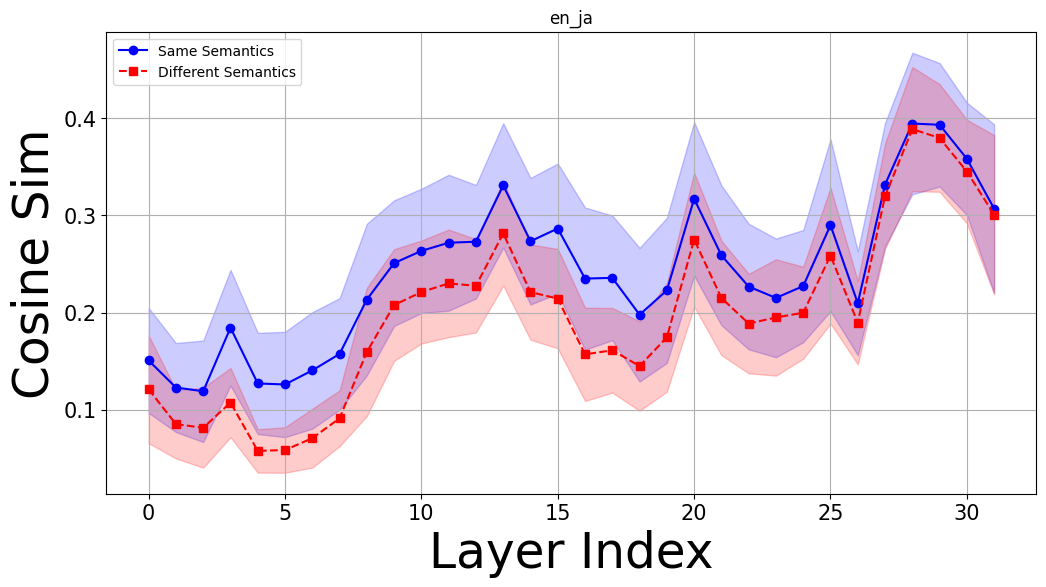 en_ja
Same Semantics
Different Semantics
Cosine Sim
0.4
0.3
0.2
0.1
0 5 10 15 20 25 30
Layer Index